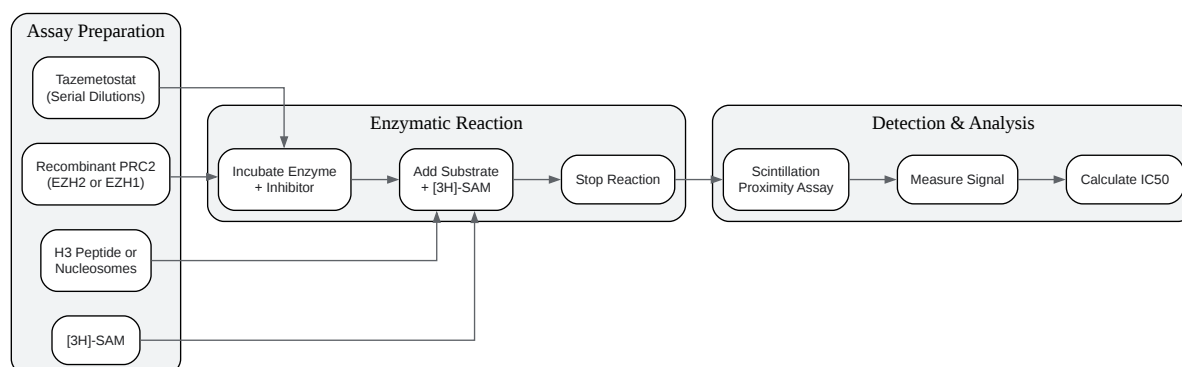 Assay Preparation
Tazemetostat
(Serial Dilutions)
Recombinant PRC2
(EZH2 or EZH1)
H3 Peptide or
Nucleosomes
[3H]-SAM
Enzymatic Reaction
Incubate Enzyme
+ Inhibitor
Add Substrate
+ [3H]-SAM
Stop Reaction
Detection & Analysis
Scintillation
Proximity Assay
Measure Signal
Calculate IC50